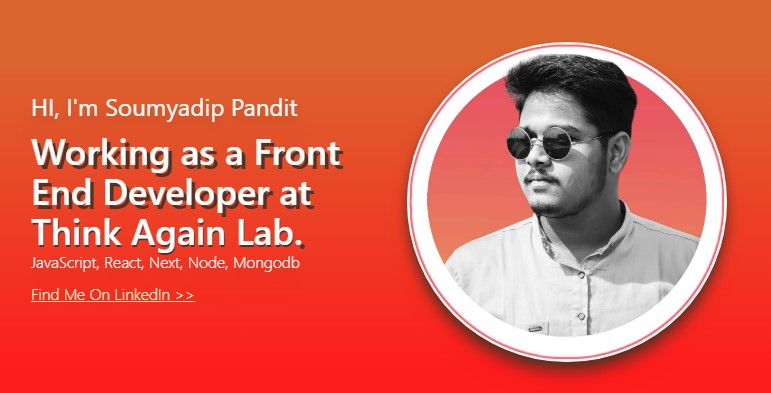 HI, I'm Soumyadip Pandit
Working as a Front
End Developer at
Think Again Lab.
JavaScript, React, Next, Node, Mongodb
Find Me On LinkedIn >>